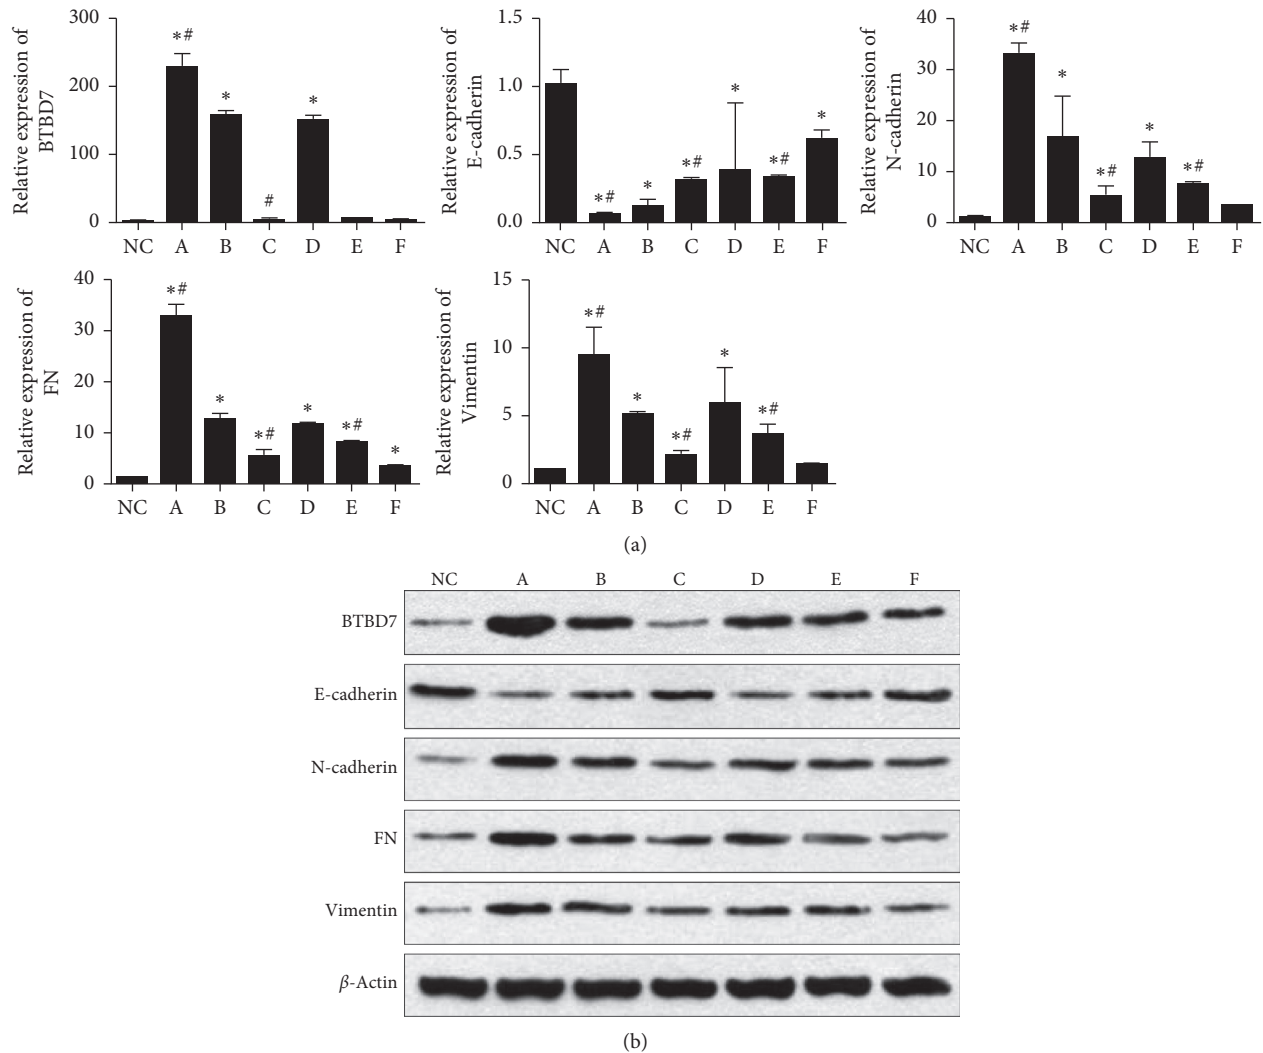 Relative expression of
BTBD7
300
200
100
0
*#
*
#
*
NC A B C D E F
Relative expression of
E-cadherin
1.5
1.0
0.5
0.0
*#
*
*#
*
*#
*
NC A B C D E F
Relative expression of
N-cadherin
40
30
20
10
0
*#
*
*#
*
*#
NC A B C D E F
Relative expression of
FN
40
30
20
10
0
*#
*
*#
*
*#
*
NC A B C D E F
Relative expression of
Vimentin
15
10
5
0
*#
*
*#
*
*#
NC A B C D E F
(a)
NC A B C D E F
BTBD7
E-cadherin
N-cadherin
FN
Vimentin
β-Actin
(b)